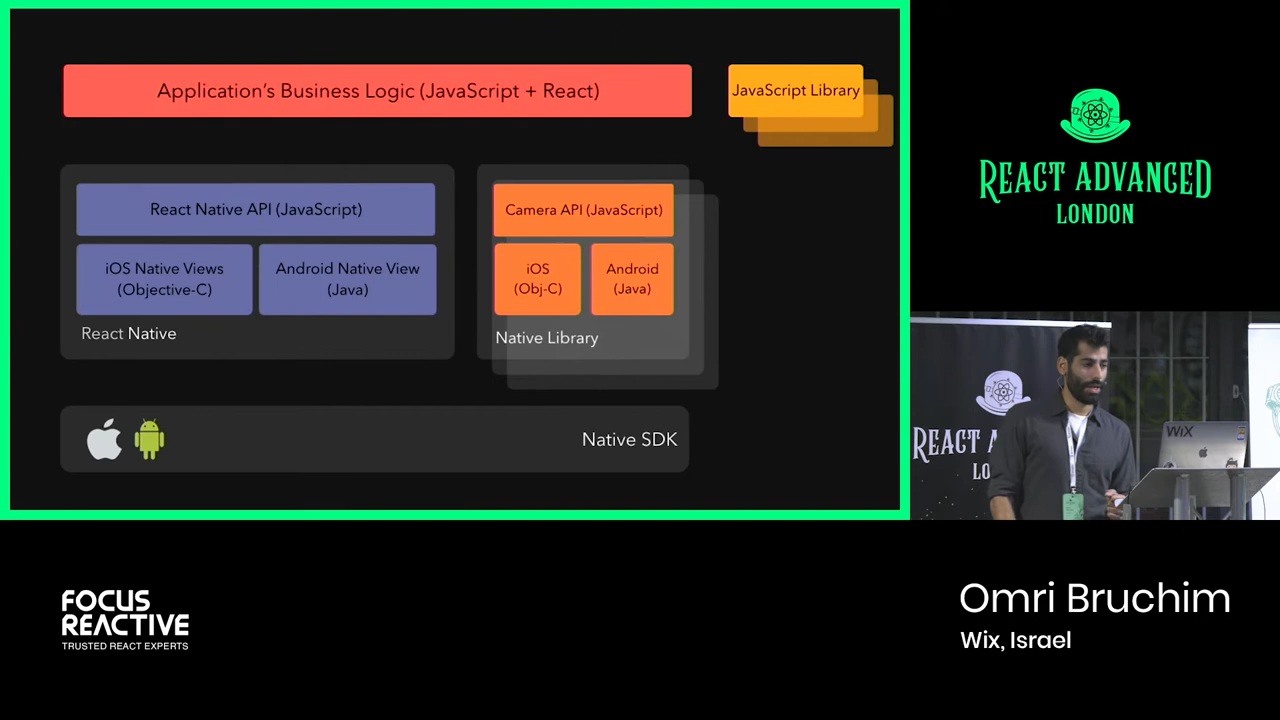 Application's Business Logic (JavaScript + React)
JavaScript Library
React Native API (JavaScript)
iOS Native Views
(Objective-C)
Android Native View
(Java)
React Native
Camera API (JavaScript)
iOS
(Obj-C)
Android
(Java)
Native Library
Native SDK
REACT ADVANCED
LONDON
REACT A
LO
WiX
FOCUS
REACTIVE
TRUSTED REACT EXPERTS
Omri Bruchim
Wix, Israel